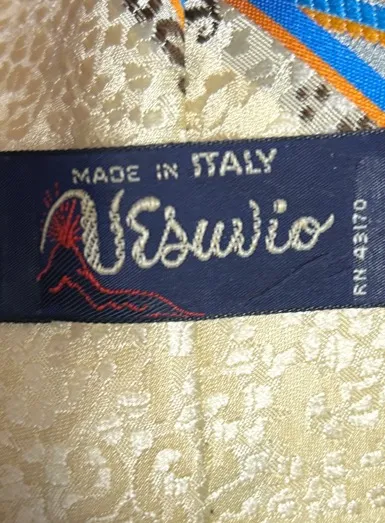 MADE IN ITALY
Vesuvio
RN 43170